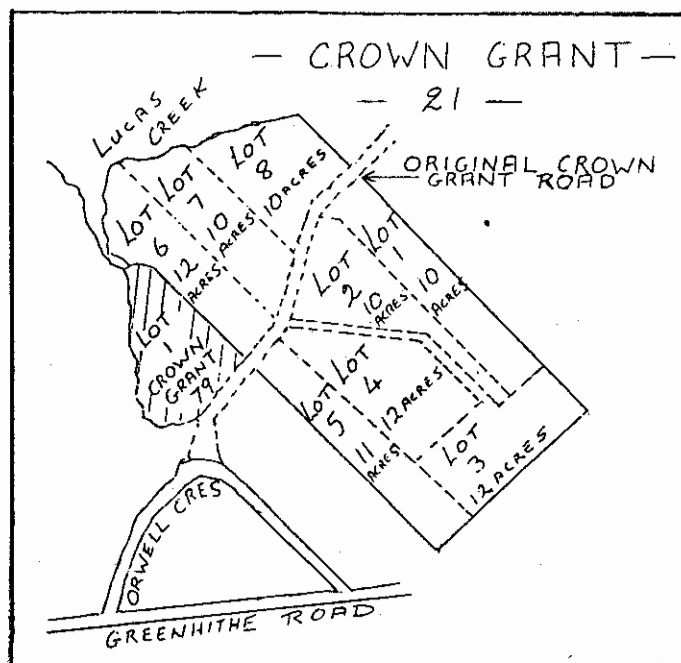 — CROWN GRANT —
— 21 —
LUCAS
CREEK
ORIGINAL CROWN
GRANT ROAD
LOT
8
10 ACRES
LOT
7
10
ACRES
LOT
6
12
ACRES
LOT
1
10
ACRES
LOT
2
10
ACRES
LOT
1
CROWN
GRANT
79
LOT
4
12 ACRES
LOT
5
11
ACRES
LOT
3
12 ACRES
ORWELL CRES
GREENHITHE ROAD